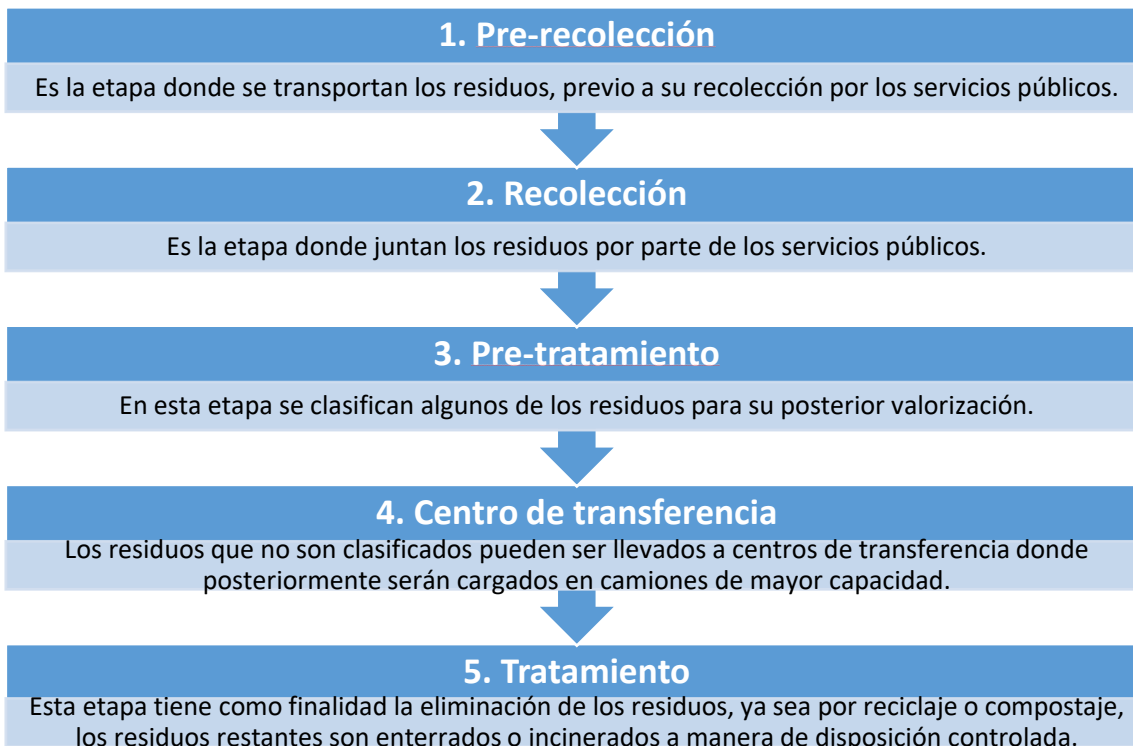 1. Pre-recolección
Es la etapa donde se transportan los residuos, previo a su recolección por los servicios públicos.
2. Recolección
Es la etapa donde juntan los residuos por parte de los servicios públicos.
3. Pre-tratamiento
En esta etapa se clasifican algunos de los residuos para su posterior valorización.
4. Centro de transferencia
Los residuos que no son clasificados pueden ser llevados a centros de transferencia donde
posteriormente serán cargados en camiones de mayor capacidad.
5. Tratamiento
Esta etapa tiene como finalidad la eliminación de los residuos, ya sea por reciclaje o compostaje,
los residuos restantes son enterrados o incinerados a manera de disposición controlada.